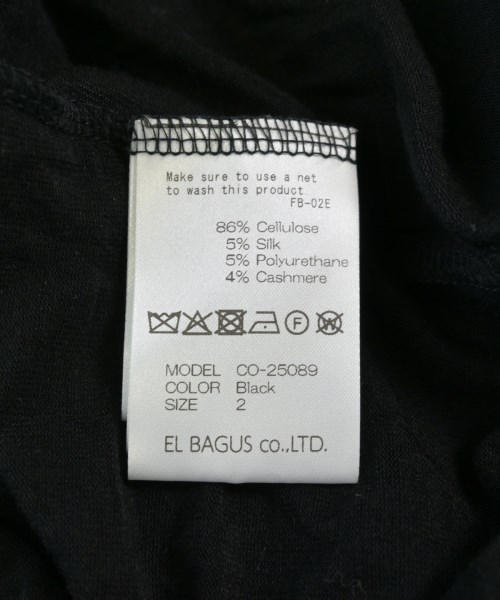 Make sure to use a net
to wash this product
FB-02E
86% Cellulose
5% Silk
5% Polyurethane
4% Cashmere
F W
MODEL CO-25089
COLOR Black
SIZE 2
EL BAGUS co.,LTD.